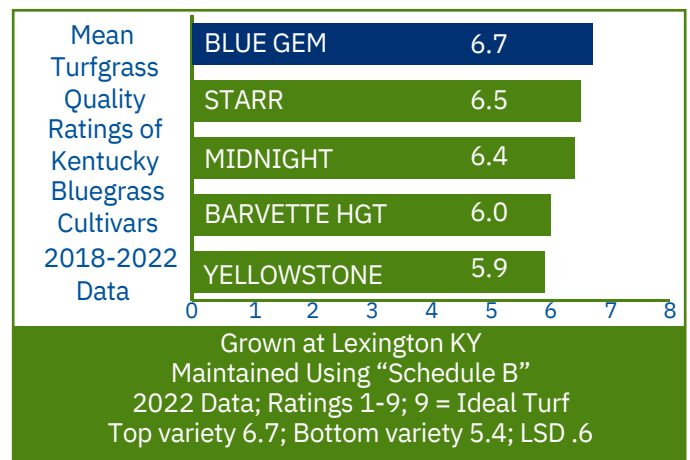 Mean
Turfgrass
Quality
Ratings of
Kentucky
Bluegrass
Cultivars
2018-2022
Data
BLUE GEM 6.7
STARR 6.5
MIDNIGHT 6.4
BARVETTE HGT 6.0
YELLOWSTONE 5.9
0 1 2 3 4 5 6 7 8
Grown at Lexington KY
Maintained Using “Schedule B”
2022 Data; Ratings 1-9; 9 = Ideal Turf
Top variety 6.7; Bottom variety 5.4; LSD .6